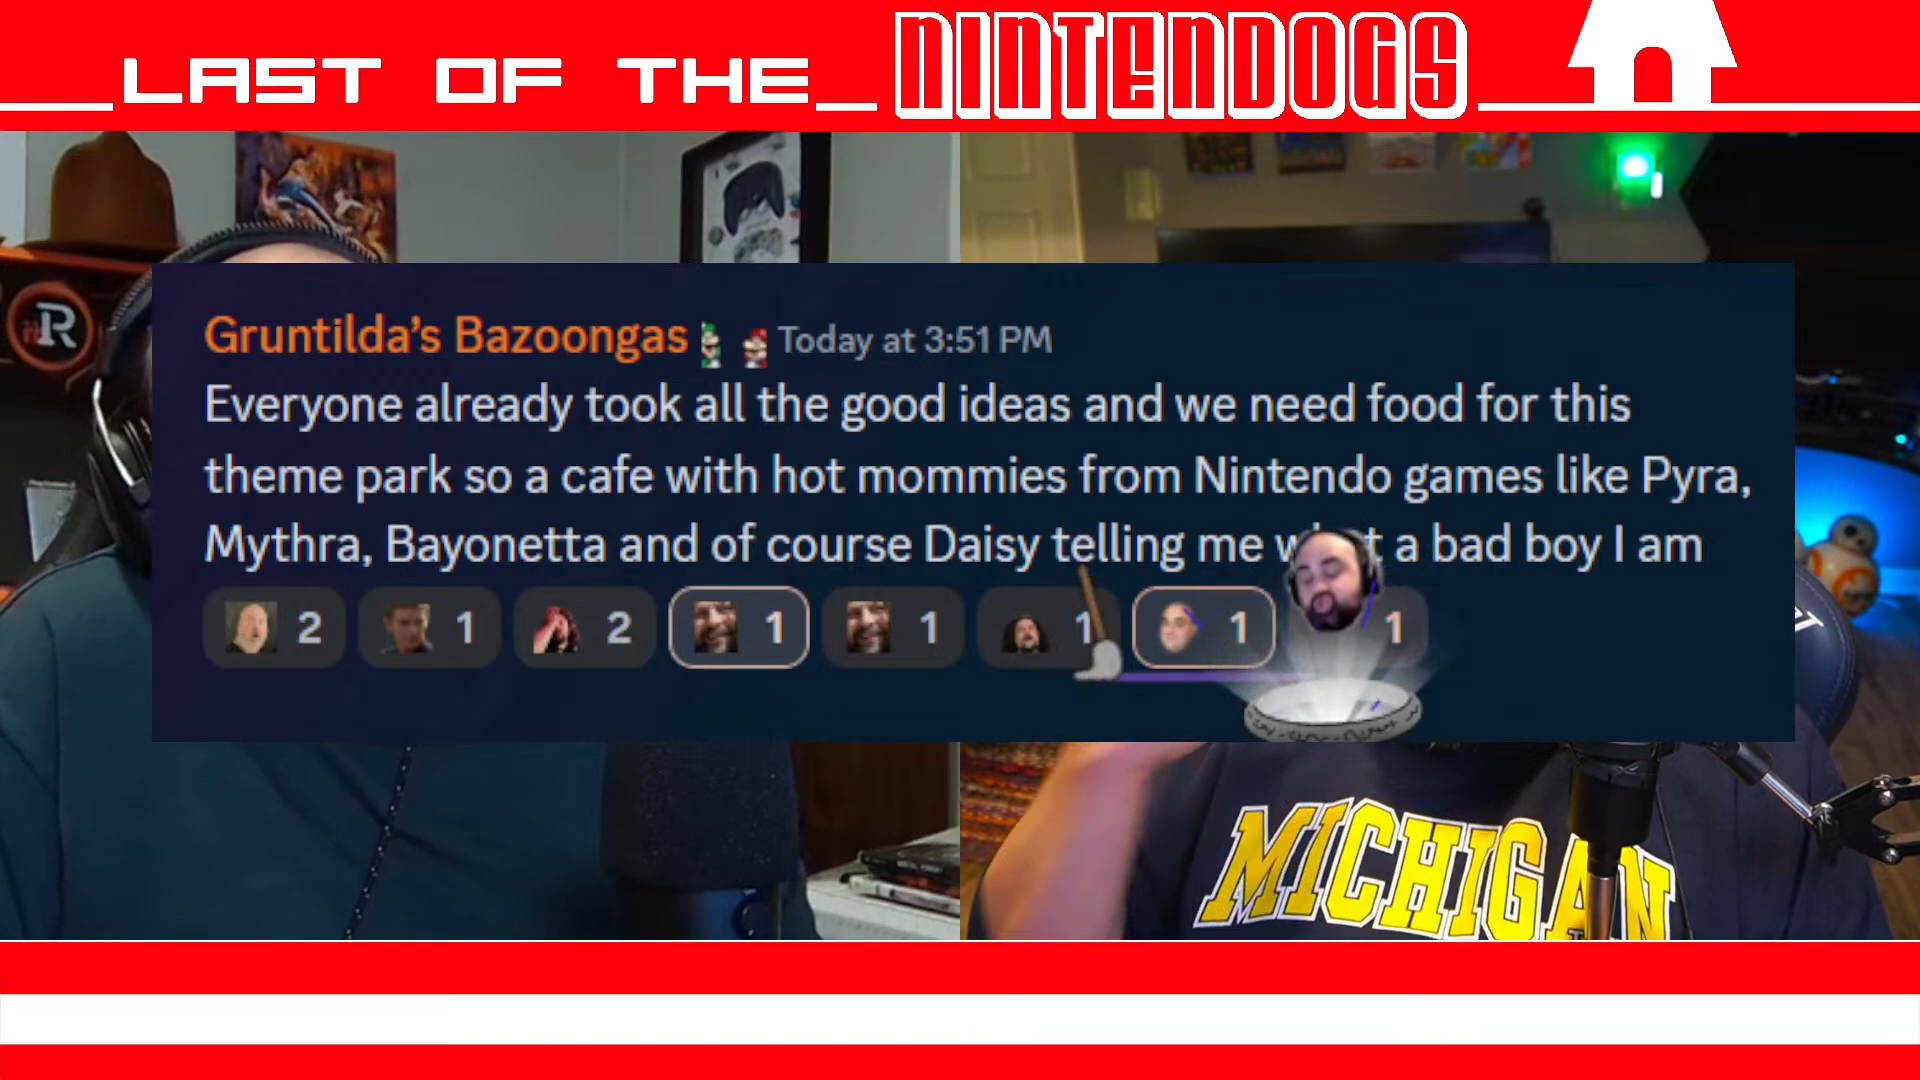 LAST OF THE NINTENDOGS
Gruntilda's Bazoongas Today at 3:51 PM
Everyone already took all the good ideas and we need food for this
theme park so a cafe with hot mommies from Nintendo games like Pyra,
Mythra, Bayonetta and of course Daisy telling me what a bad boy I am
2 1 2 1 1 1 1 1
R
MICHIGAN